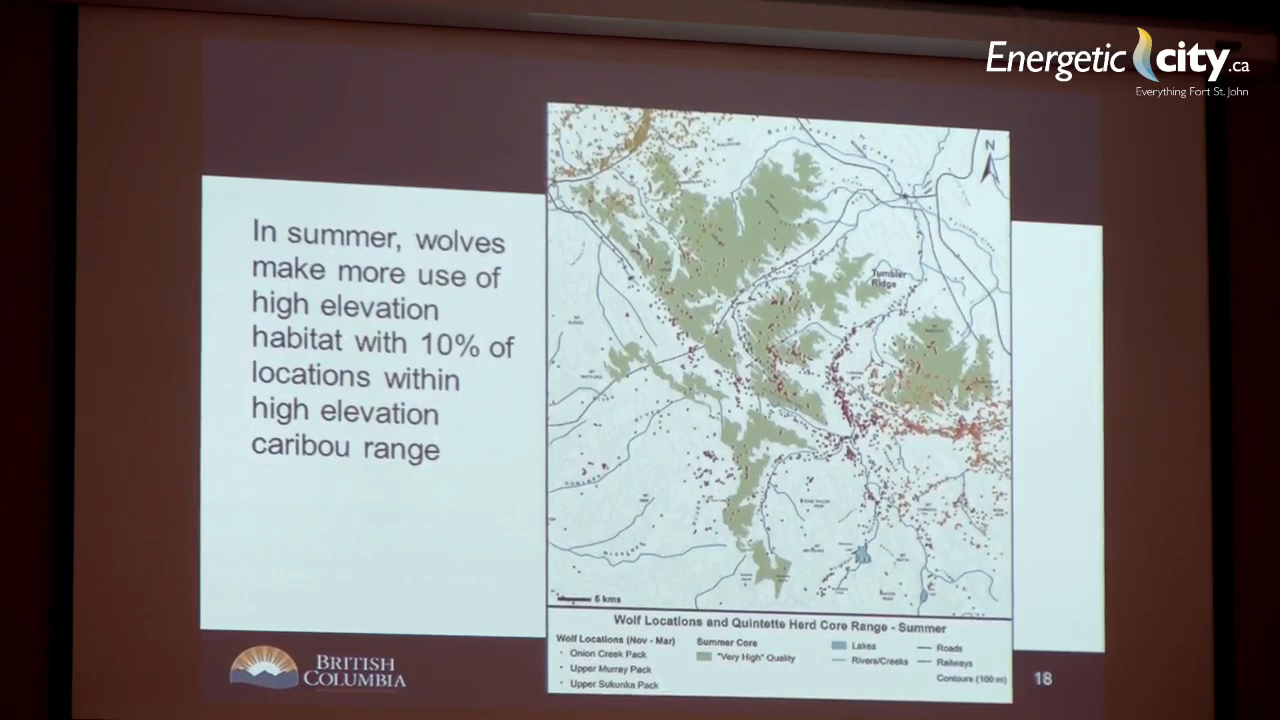 Energetic city.ca
Everything Fort St. John
In summer, wolves
make more use of
high elevation
habitat with 10% of
locations within
high elevation
caribou range
N
Tumbler
Ridge
5 kms
Wolf Locations and Quintette Herd Core Range - Summer
Wolf Locations (Nov - Mar)
Onion Creek Pack
Upper Murray Pack
Upper Sukunka Pack
Summer Core
"Very High" Quality
Lakes
Rivers/Creeks
Roads
Railways
Contours (100 m)
BRITISH
COLUMBIA
18